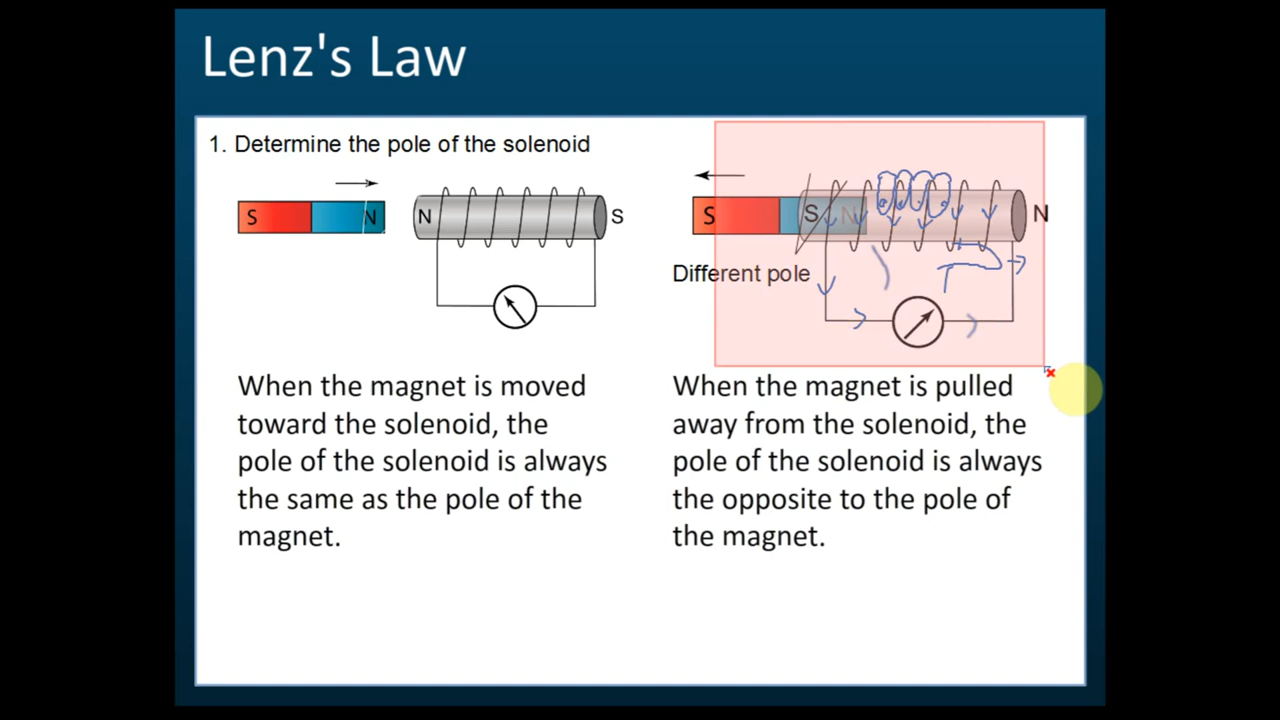 Lenz's Law
1. Determine the pole of the solenoid
S N N S
S S N N
Different pole
When the magnet is moved
toward the solenoid, the
pole of the solenoid is always
the same as the pole of the
magnet.
When the magnet is pulled
away from the solenoid, the
pole of the solenoid is always
the opposite to the pole of
the magnet.